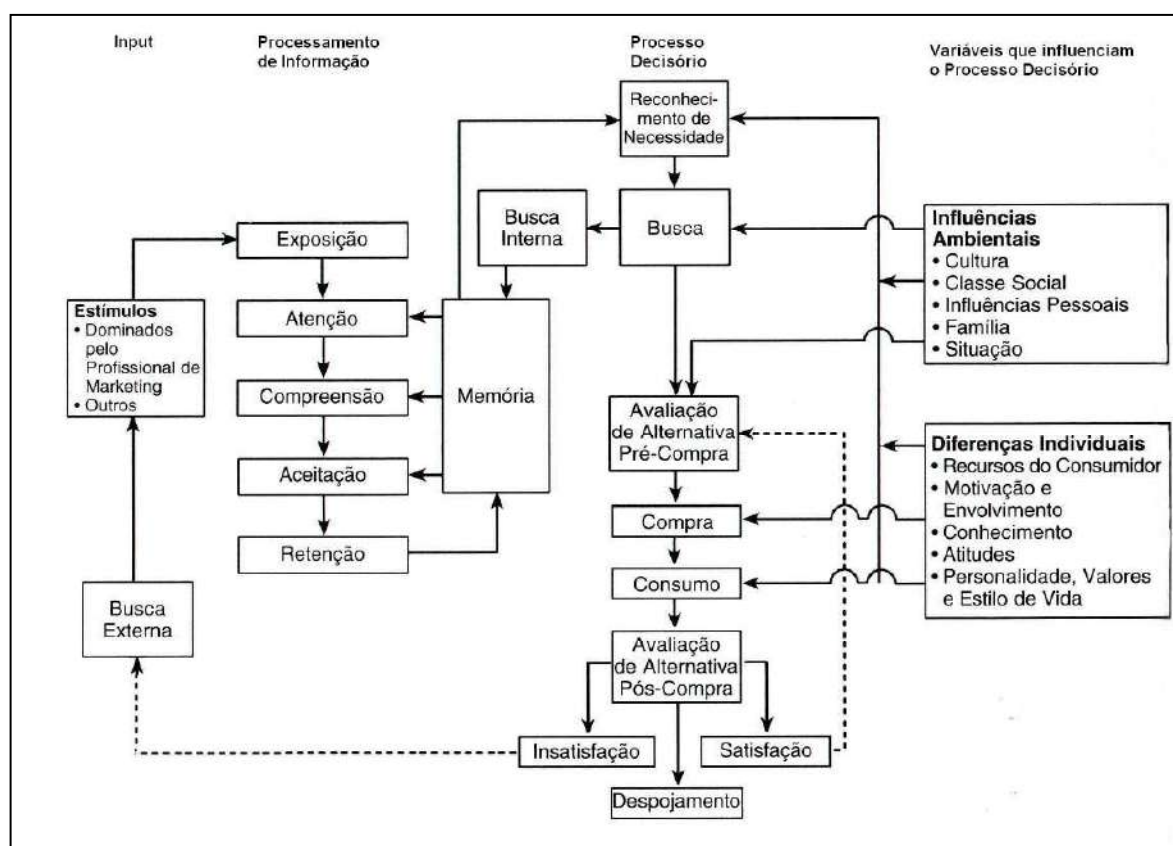 Input
Processamento
de Informação
Processo
Decisório
Variáveis que influenciam
o Processo Decisório
Reconheci-
mento de
Necessidade
Busca
Interna
Busca
Exposição
Atenção
Compreensão
Aceitação
Retenção
Memória
Estímulos
• Dominados
pelo
Profissional de
Marketing
• Outros
Busca
Externa
Avaliação
de Alternativa
Pré-Compra
Compra
Consumo
Avaliação
de Alternativa
Pós-Compra
Insatisfação
Satisfação
Despojamento
Influências
Ambientais
• Cultura
• Classe Social
• Influências Pessoais
• Família
• Situação
Diferenças Individuais
• Recursos do Consumidor
• Motivação e
Envolvimento
• Conhecimento
• Atitudes
• Personalidade, Valores
e Estilo de Vida